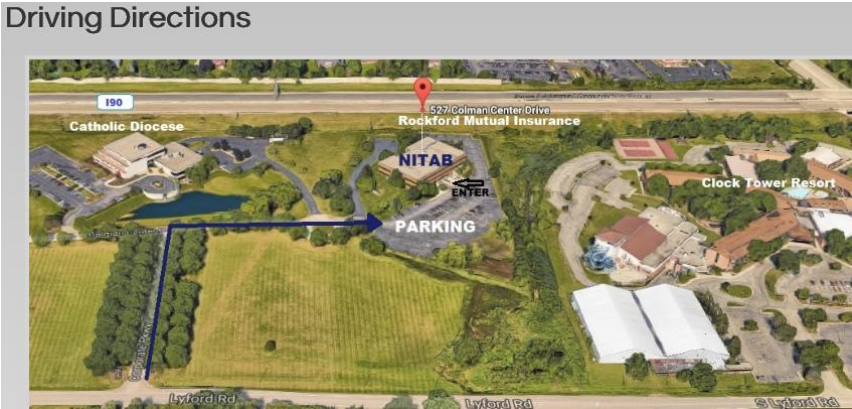 Driving Directions
I90
527 Colman Center Drive
Catholic Diocese
Rockford Mutual Insurance
NITAB
ENTER
Clock Tower Resort
PARKING
Lyford Rd
Lyford Rd
S Lyford Rd